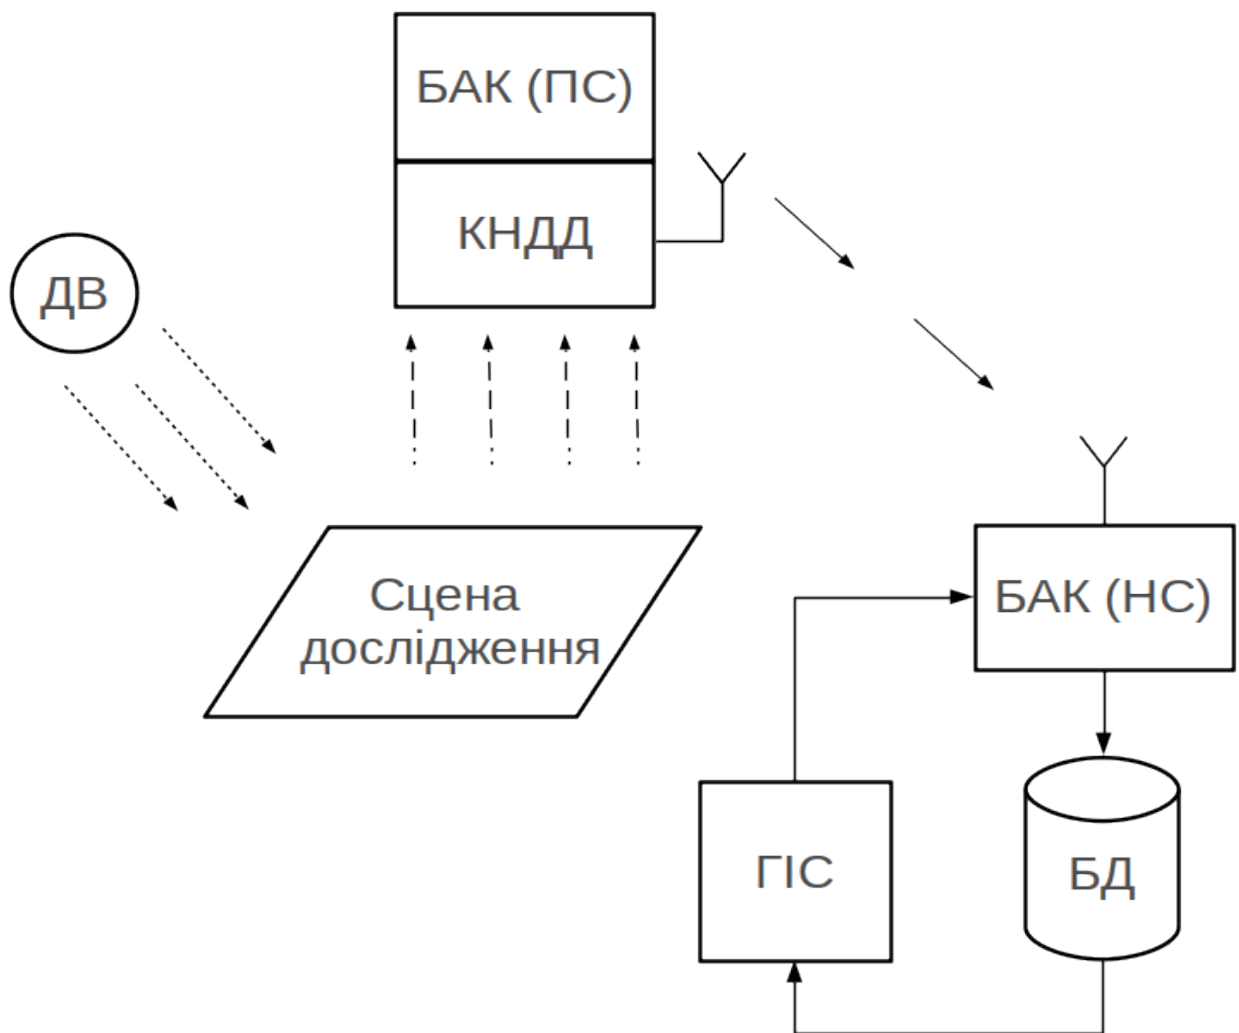 БАК (ПС)
КНДД
ДВ
Сцена
дослідження
БАК (НС)
ГІС
БД